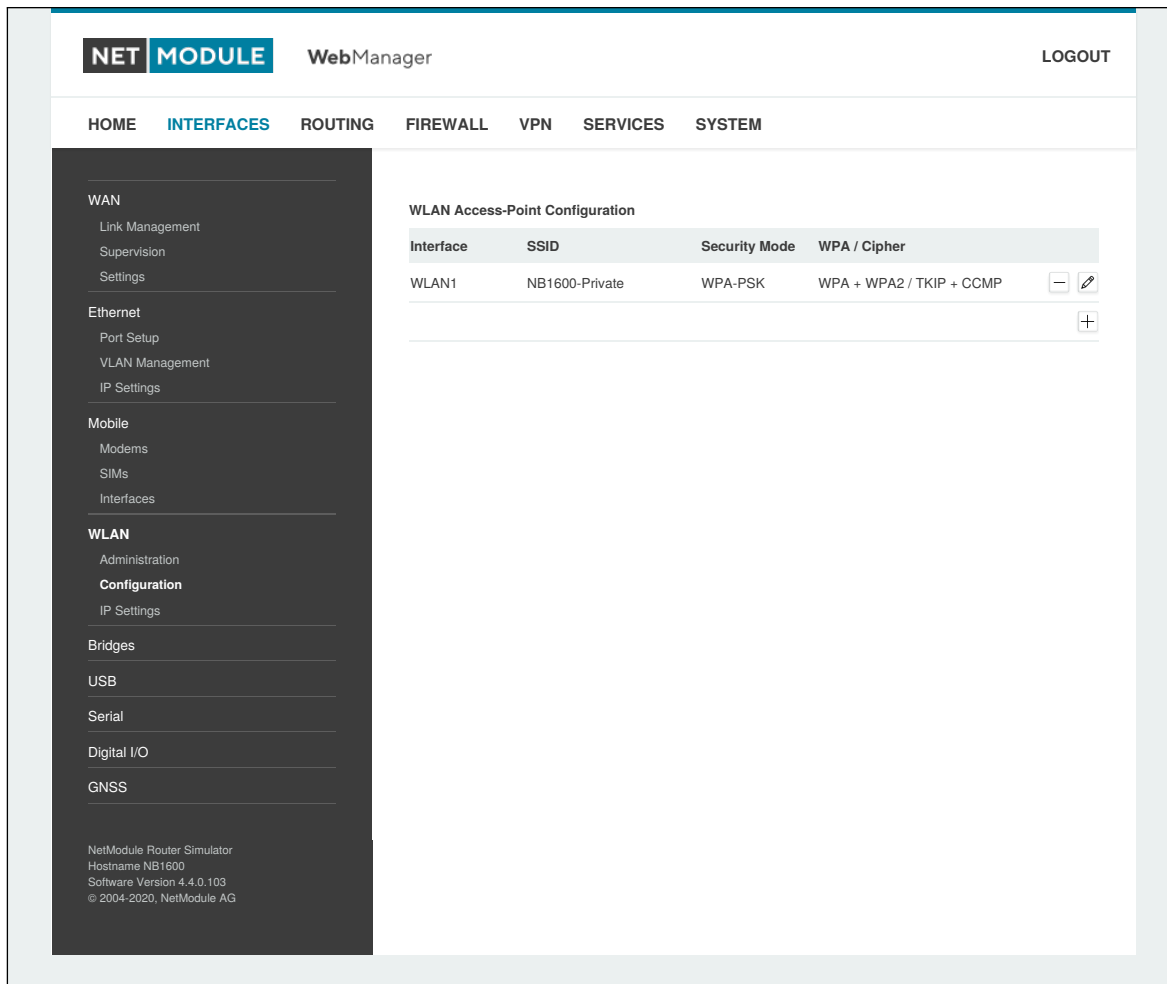 NET MODULE WebManager LOGOUT
HOME INTERFACES ROUTING FIREWALL VPN SERVICES SYSTEM
WAN
Link Management
Supervision
Settings
Ethernet
Port Setup
VLAN Management
IP Settings
Mobile
Modems
SIMs
Interfaces
WLAN
Administration
Configuration
IP Settings
Bridges
USB
Serial
Digital I/O
GNSS
NetModule Router Simulator
Hostname NB1600
Software Version 4.4.0.103
© 2004-2020, NetModule AG
WLAN Access-Point Configuration
Interface SSID Security Mode WPA / Cipher
WLAN1 NB1600-Private WPA-PSK WPA + WPA2 / TKIP + CCMP